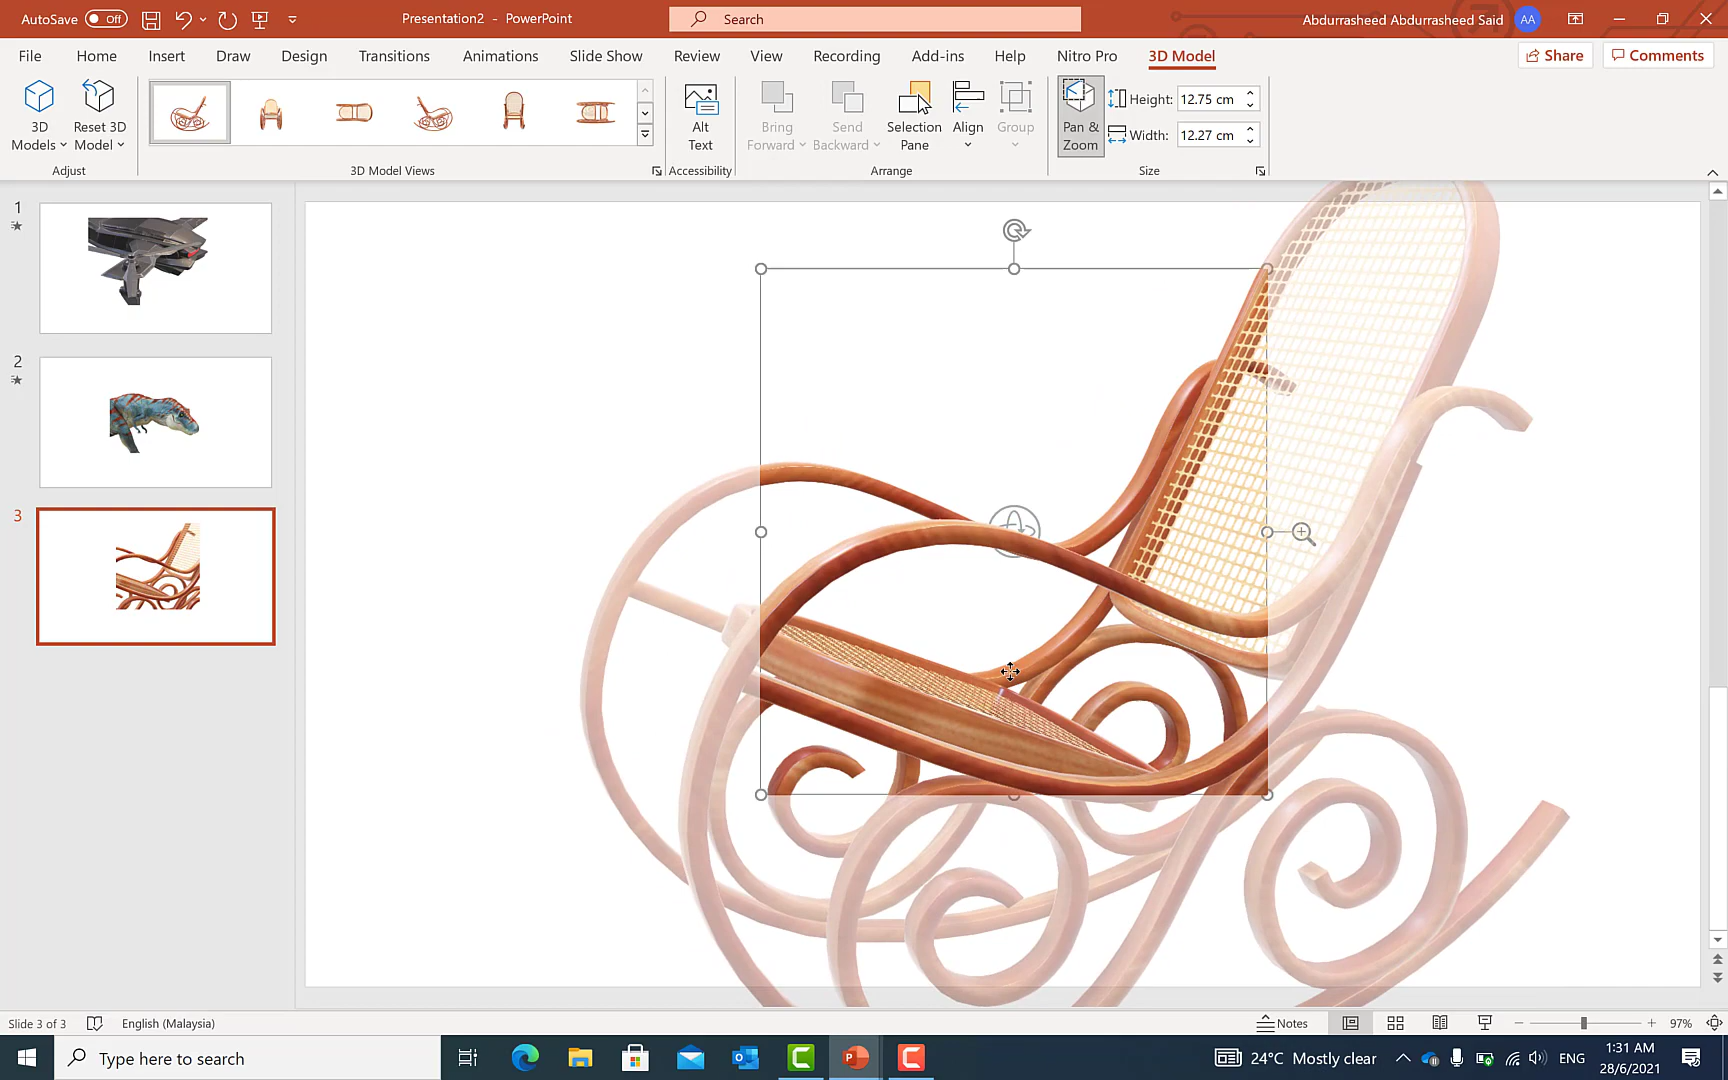 AutoSave Off
Presentation2 - PowerPoint
Search
Abdurrasheed Abdurrasheed Said AA
File Home Insert Draw Design Transitions Animations Slide Show Review View Recording Add-ins Help Nitro Pro 3D Model
Share Comments
3D Models
Reset 3D Model
Alt Text
Bring Forward
Send Backward
Selection Pane
Align
Group
Pan & Zoom
Height: 12.75 cm
Width: 12.27 cm
Adjust 3D Model Views Accessibility Arrange Size
1
2
3
Slide 3 of 3 English (Malaysia)
Notes 97%
Type here to search
24°C Mostly clear ENG
1:31 AM
28/6/2021